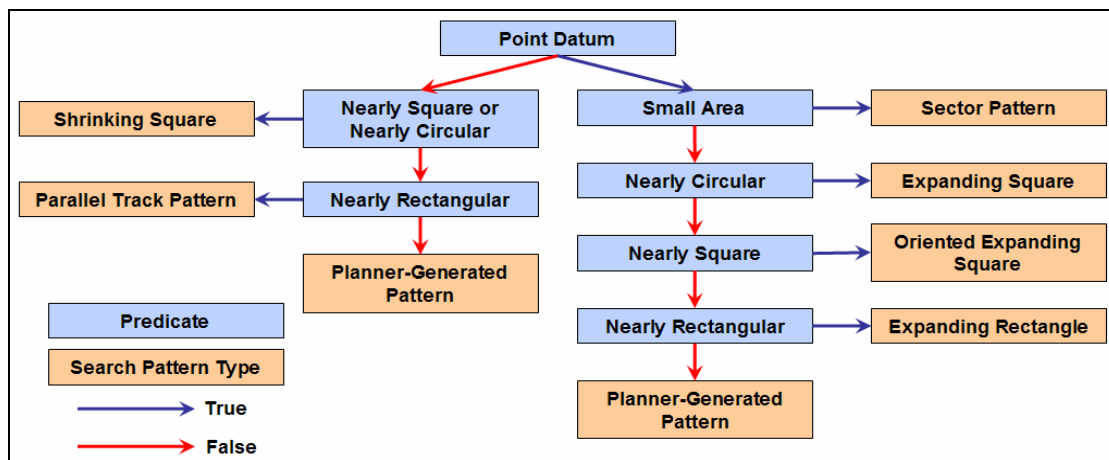 Point Datum
Nearly Square or
Nearly Circular
Small Area
Shrinking Square
Sector Pattern
Parallel Track Pattern
Nearly Rectangular
Nearly Circular
Expanding Square
Planner-Generated
Pattern
Nearly Square
Oriented Expanding
Square
Predicate
Nearly Rectangular
Expanding Rectangle
Search Pattern Type
Planner-Generated
Pattern
True
False